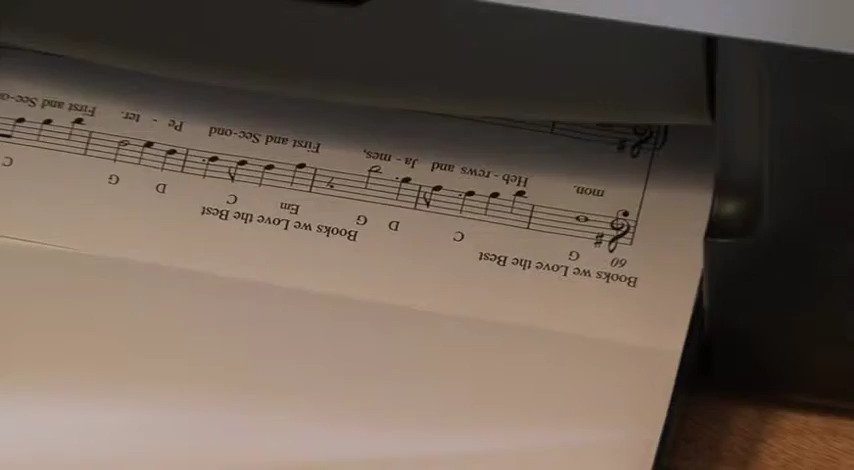 Books we Love the Best Books we Love the Best
60 G C D G Em C D G C
mon. Heb - rews and Ja - mes, First and Sec-ond Pe - ter. First and Sec-on